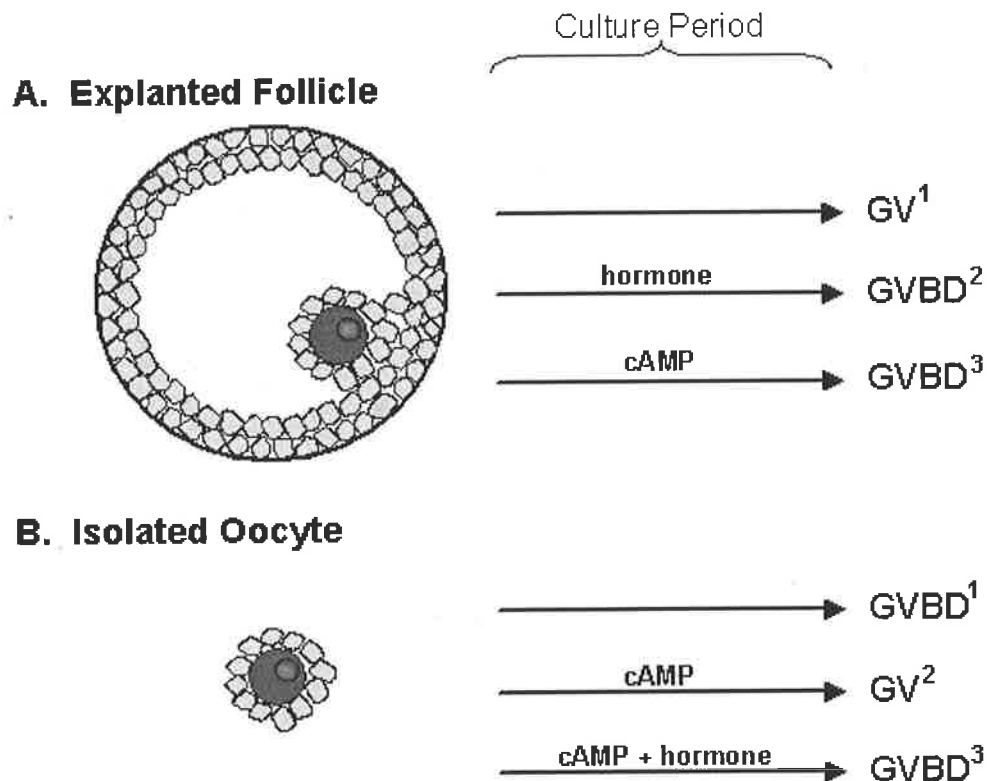 Culture Period
A. Explanted Follicle
GV¹
hormone
GVBD²
cAMP
GVBD³
B. Isolated Oocyte
GVBD¹
cAMP
GV²
cAMP + hormone
GVBD³